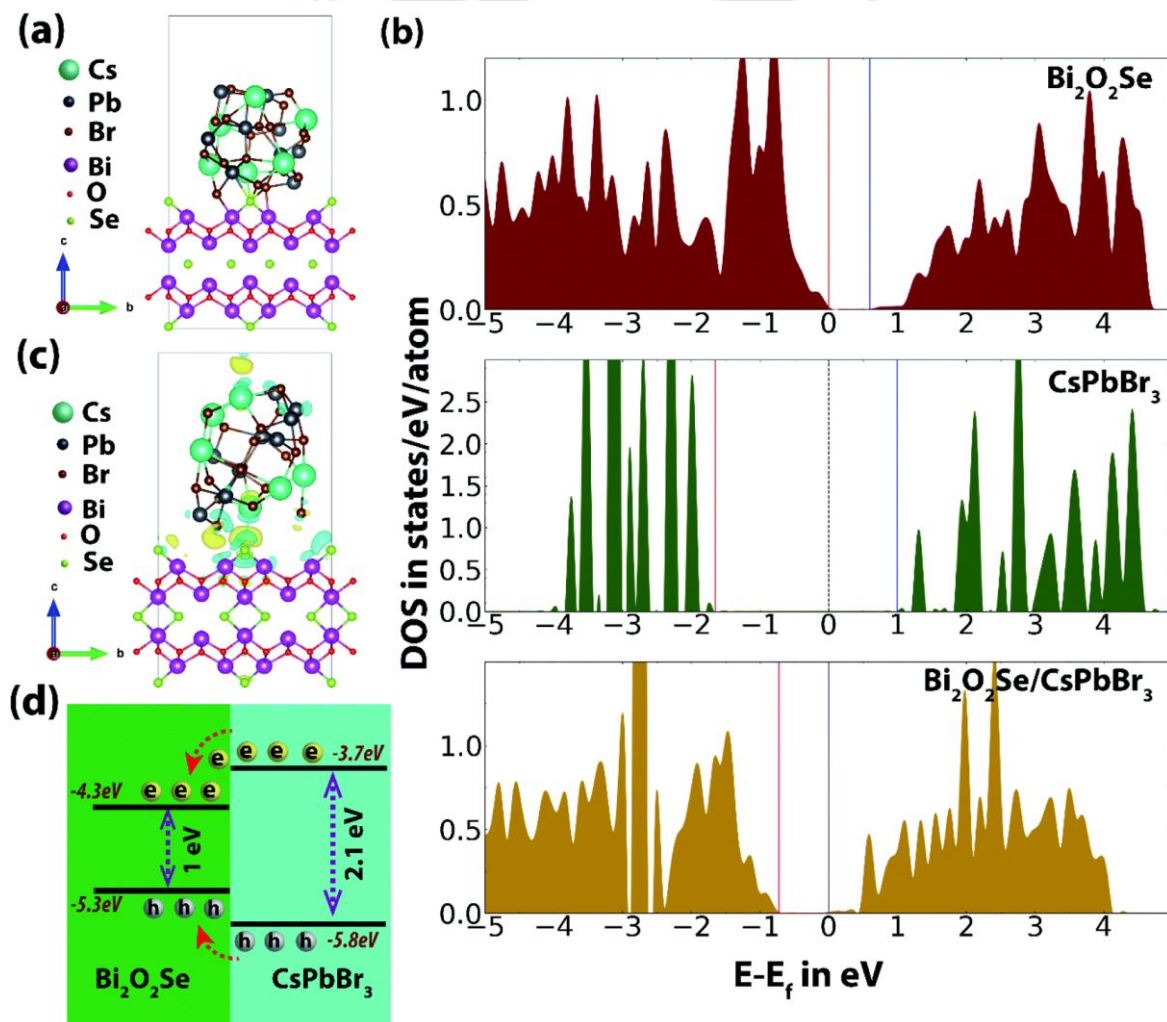 (a)
Cs
Pb
Br
Bi
O
Se
c
b
(b)
Bi₂O₂Se
1.0
0.5
0.0
−5 −4 −3 −2 −1 0 1 2 3 4
CsPbBr₃
2.5
2.0
1.5
1.0
0.5
0.0
−5 −4 −3 −2 −1 0 1 2 3 4
Bi₂O₂Se/CsPbBr₃
1.0
0.5
0.0
−5 −4 −3 −2 −1 0 1 2 3 4
DOS in states/eV/atom
E-E_f in eV
(c)
Cs
Pb
Br
Bi
O
Se
c
b
(d)
e e e e -3.7eV
-4.3eV e e e
1 eV
2.1 eV
-5.3eV h h h
h h h -5.8eV
Bi₂O₂Se CsPbBr₃